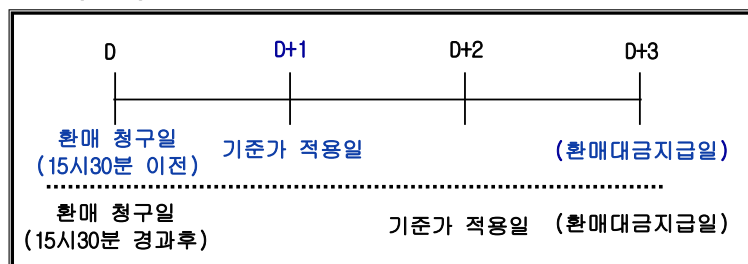 D D+1 D+2 D+3
환매 청구일
(15시30분 이전) 기준가 적용일 (환매대금지급일)
환매 청구일
(15시30분 경과후) 기준가 적용일 (환매대금지급일)